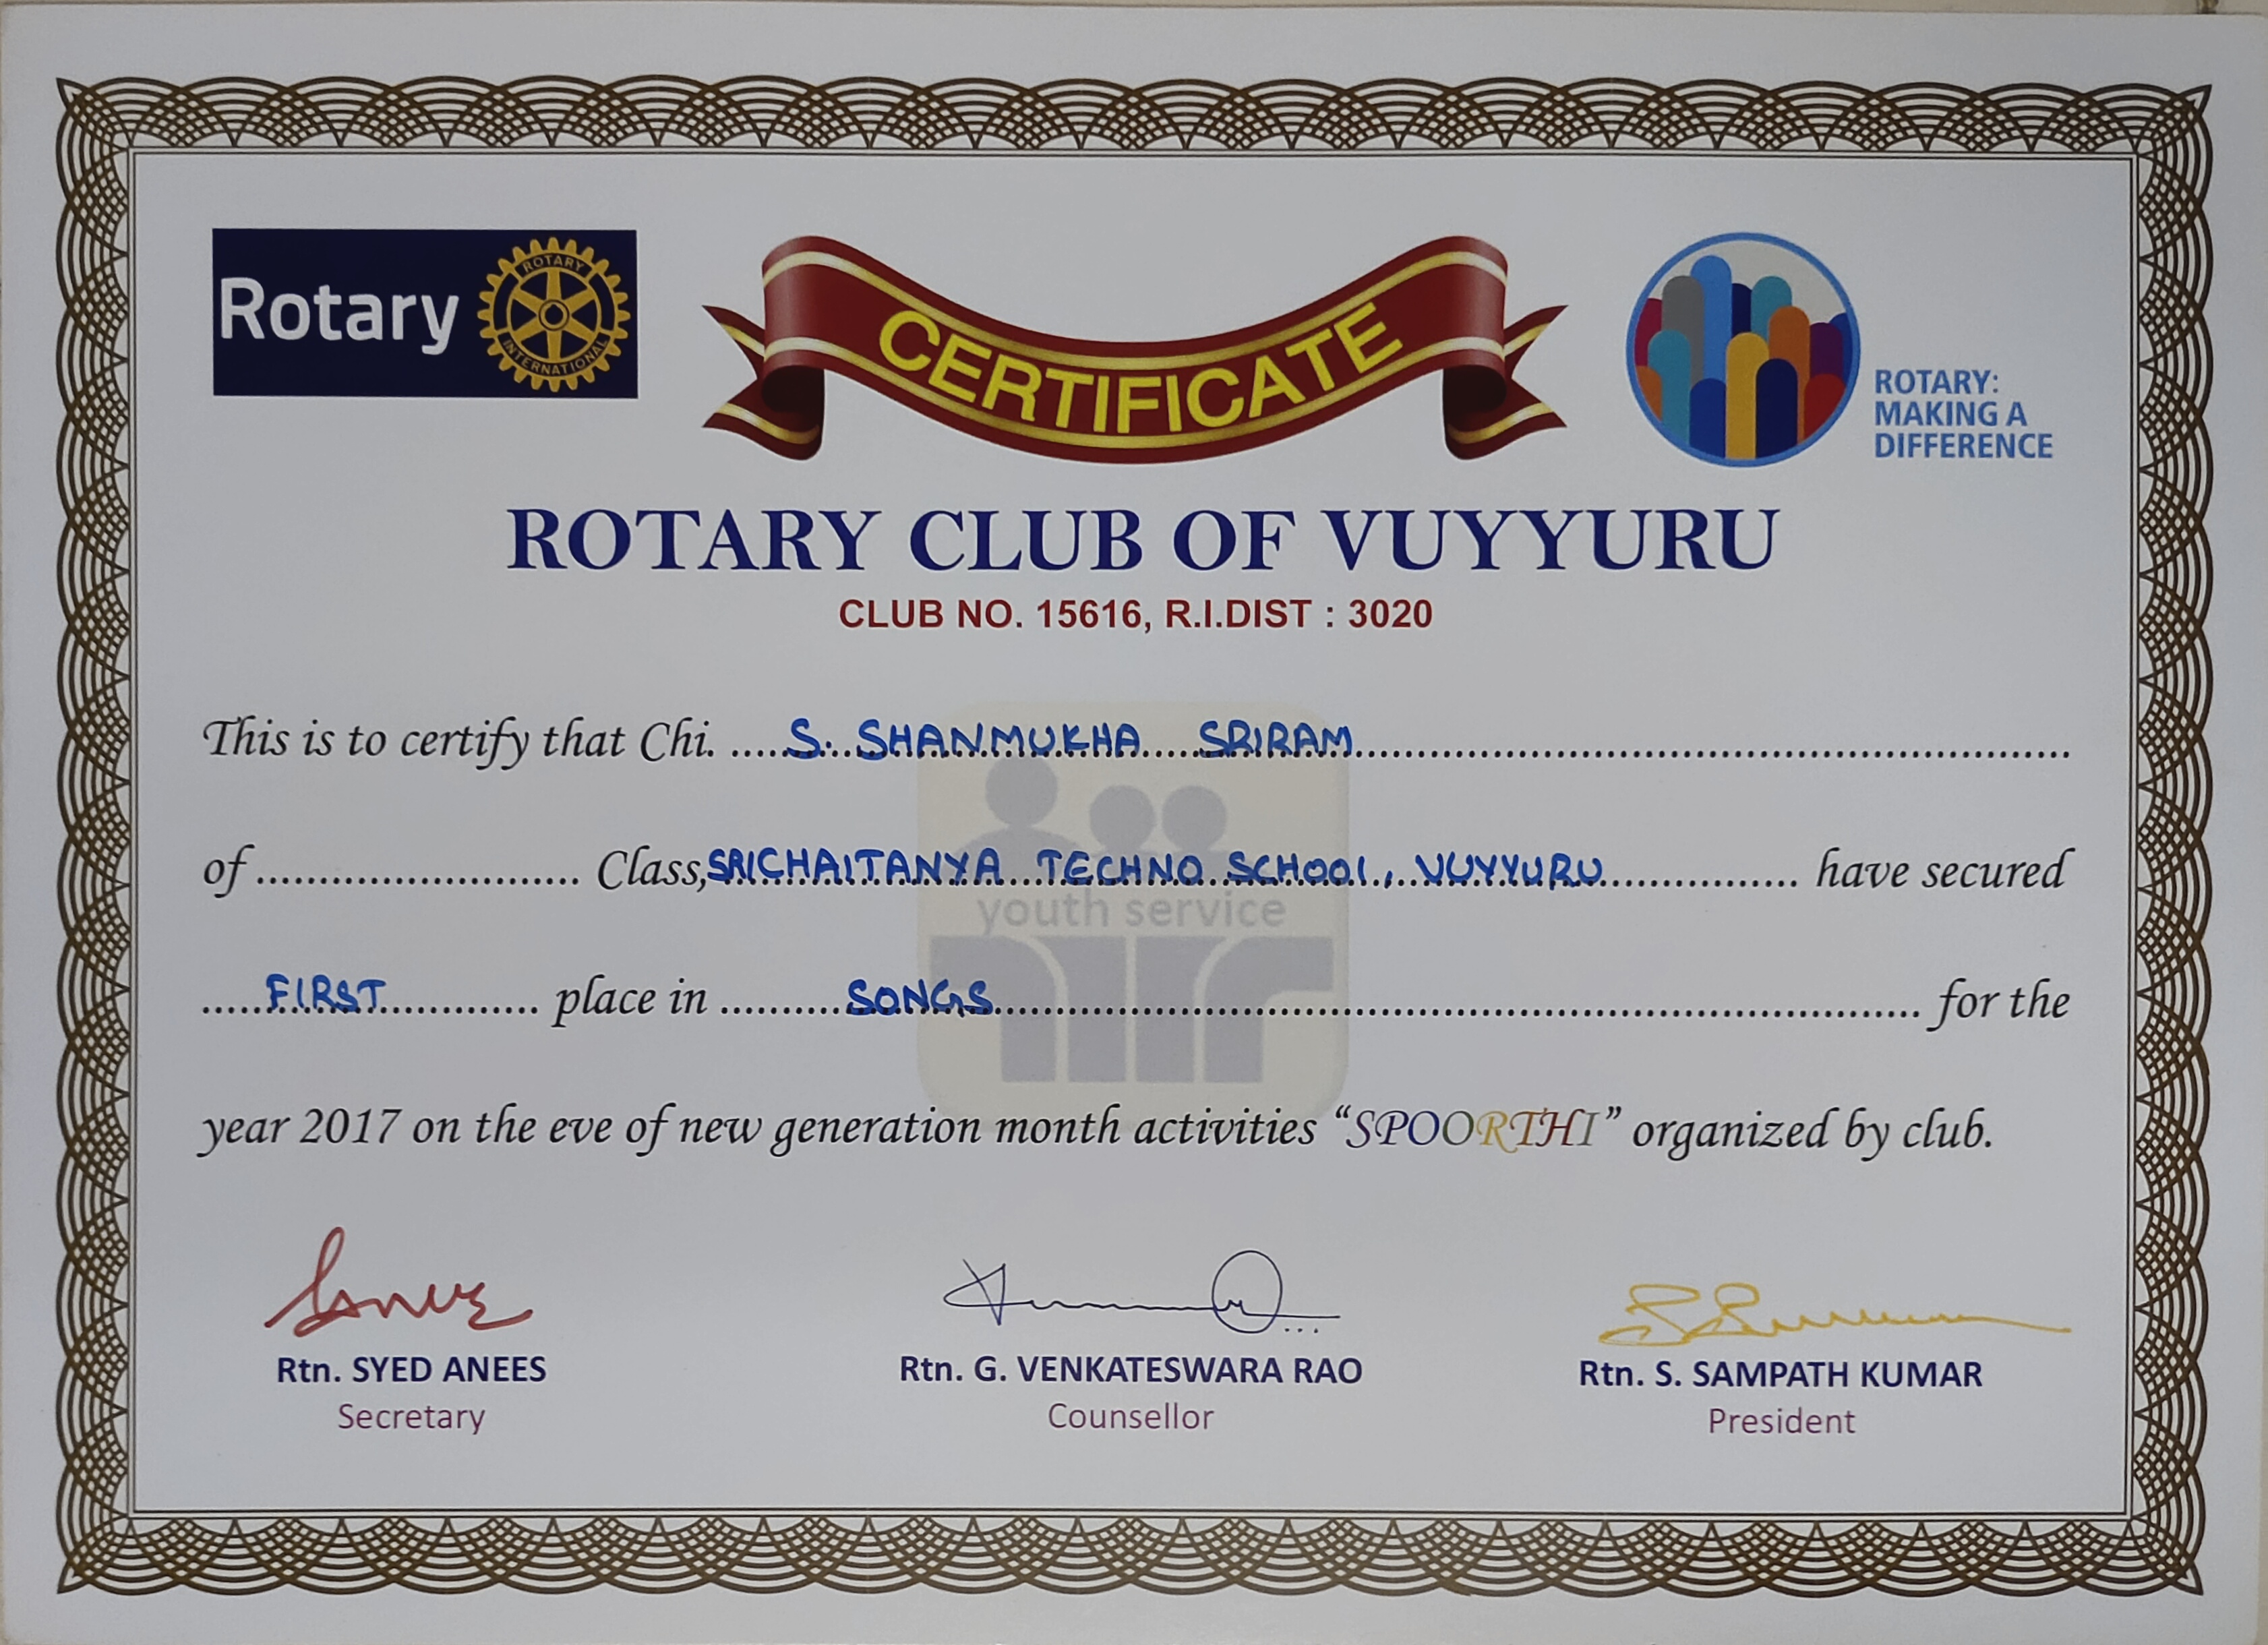 Rotary
ROTARY
INTERNATIONAL
CERTIFICATE
ROTARY:
MAKING A
DIFFERENCE
ROTARY CLUB OF VUYYURU
CLUB NO. 15616, R.I.DIST : 3020
This is to certify that Chi. .....S. SHANMUKHA SRIRAM..............................
of .......................... Class, SRICHAITANYA TECHNO SCHOOL, VUYYURU ................ have secured
youth service
.....FIRST............ place in ..........SONGS.............................. for the
year 2017 on the eve of new generation month activities “SPOORTHI” organized by club.
Rtn. SYED ANEES
Secretary
Rtn. G. VENKATESWARA RAO
Counsellor
Rtn. S. SAMPATH KUMAR
President